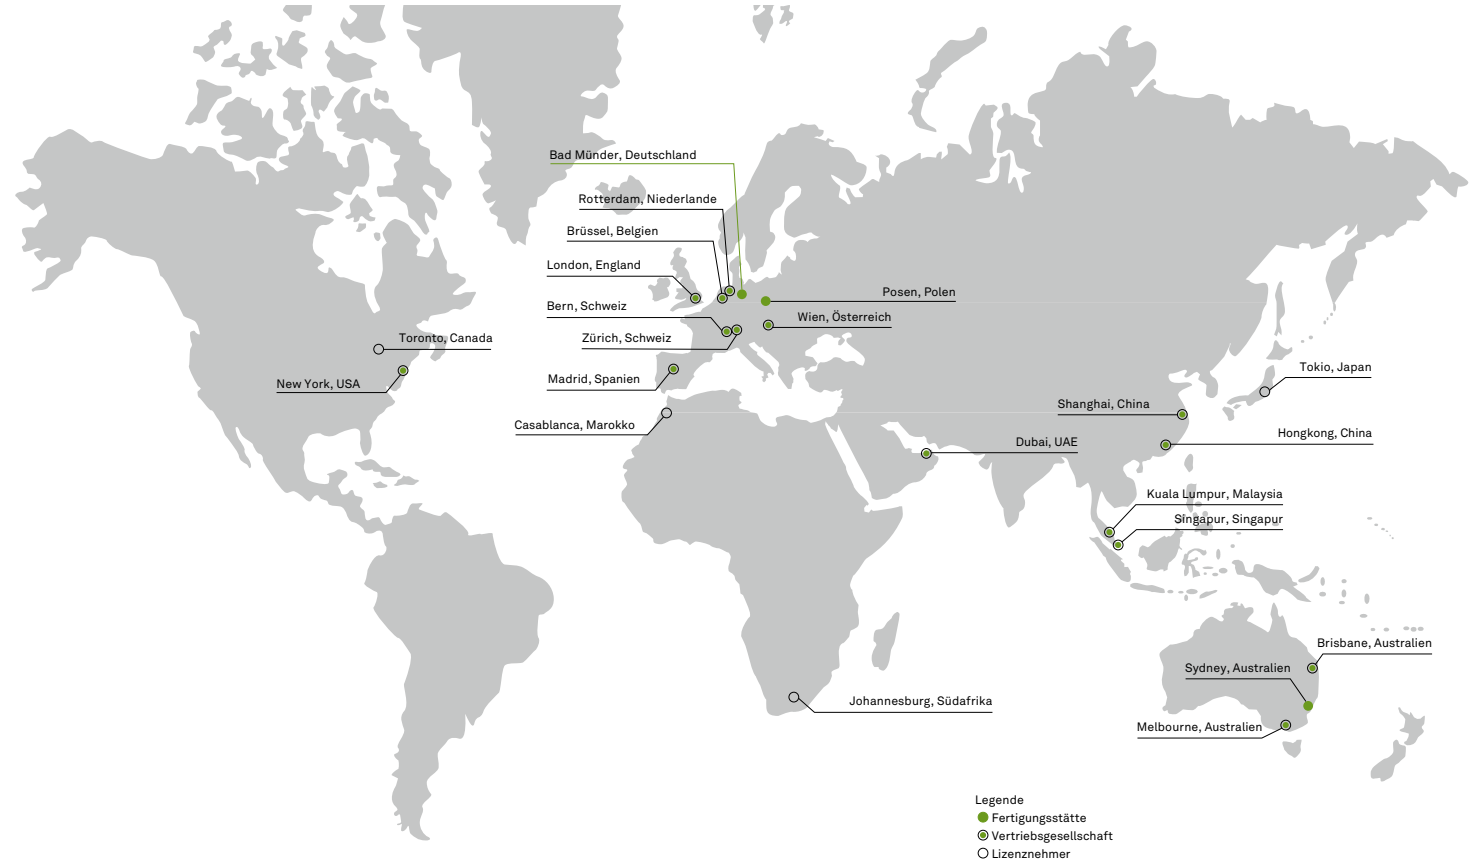 Bad Münder, Deutschland
Rotterdam, Niederlande
Brüssel, Belgien
London, England
Posen, Polen
Bern, Schweiz
Wien, Österreich
Zürich, Schweiz
Toronto, Canada
New York, USA
Madrid, Spanien
Tokio, Japan
Shanghai, China
Casablanca, Marokko
Hongkong, China
Dubai, UAE
Kuala Lumpur, Malaysia
Singapur, Singapur
Brisbane, Australien
Sydney, Australien
Johannesburg, Südafrika
Melbourne, Australien
Legende
Fertigungsstätte
Vertriebsgesellschaft
Lizenznehmer